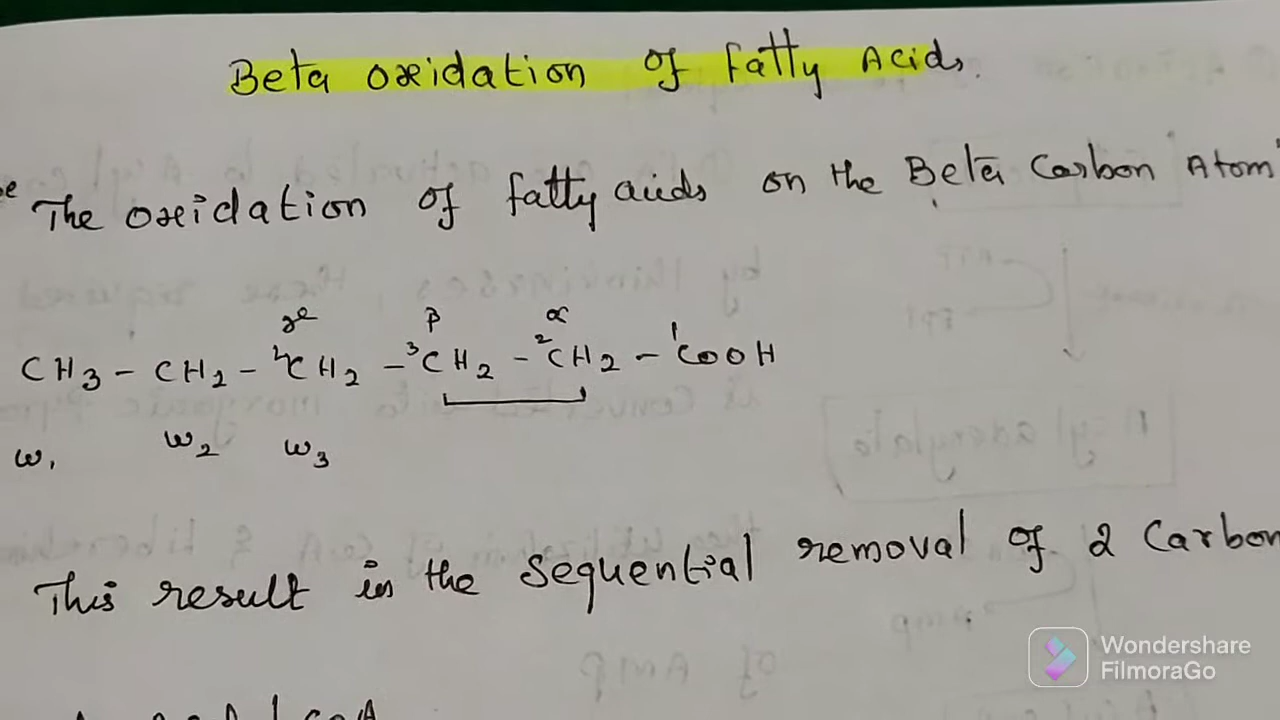 Beta oxidation of fatty Acids.
The oxidation of fatty acids on the Beta Carbon Atom
γ β α
CH3 - CH2 - 4CH2 - 3CH2 - 2CH2 - 1COOH
ω1 ω2 ω3
This result in the Sequential removal of 2 Carbon
Wondershare
FilmoraGo